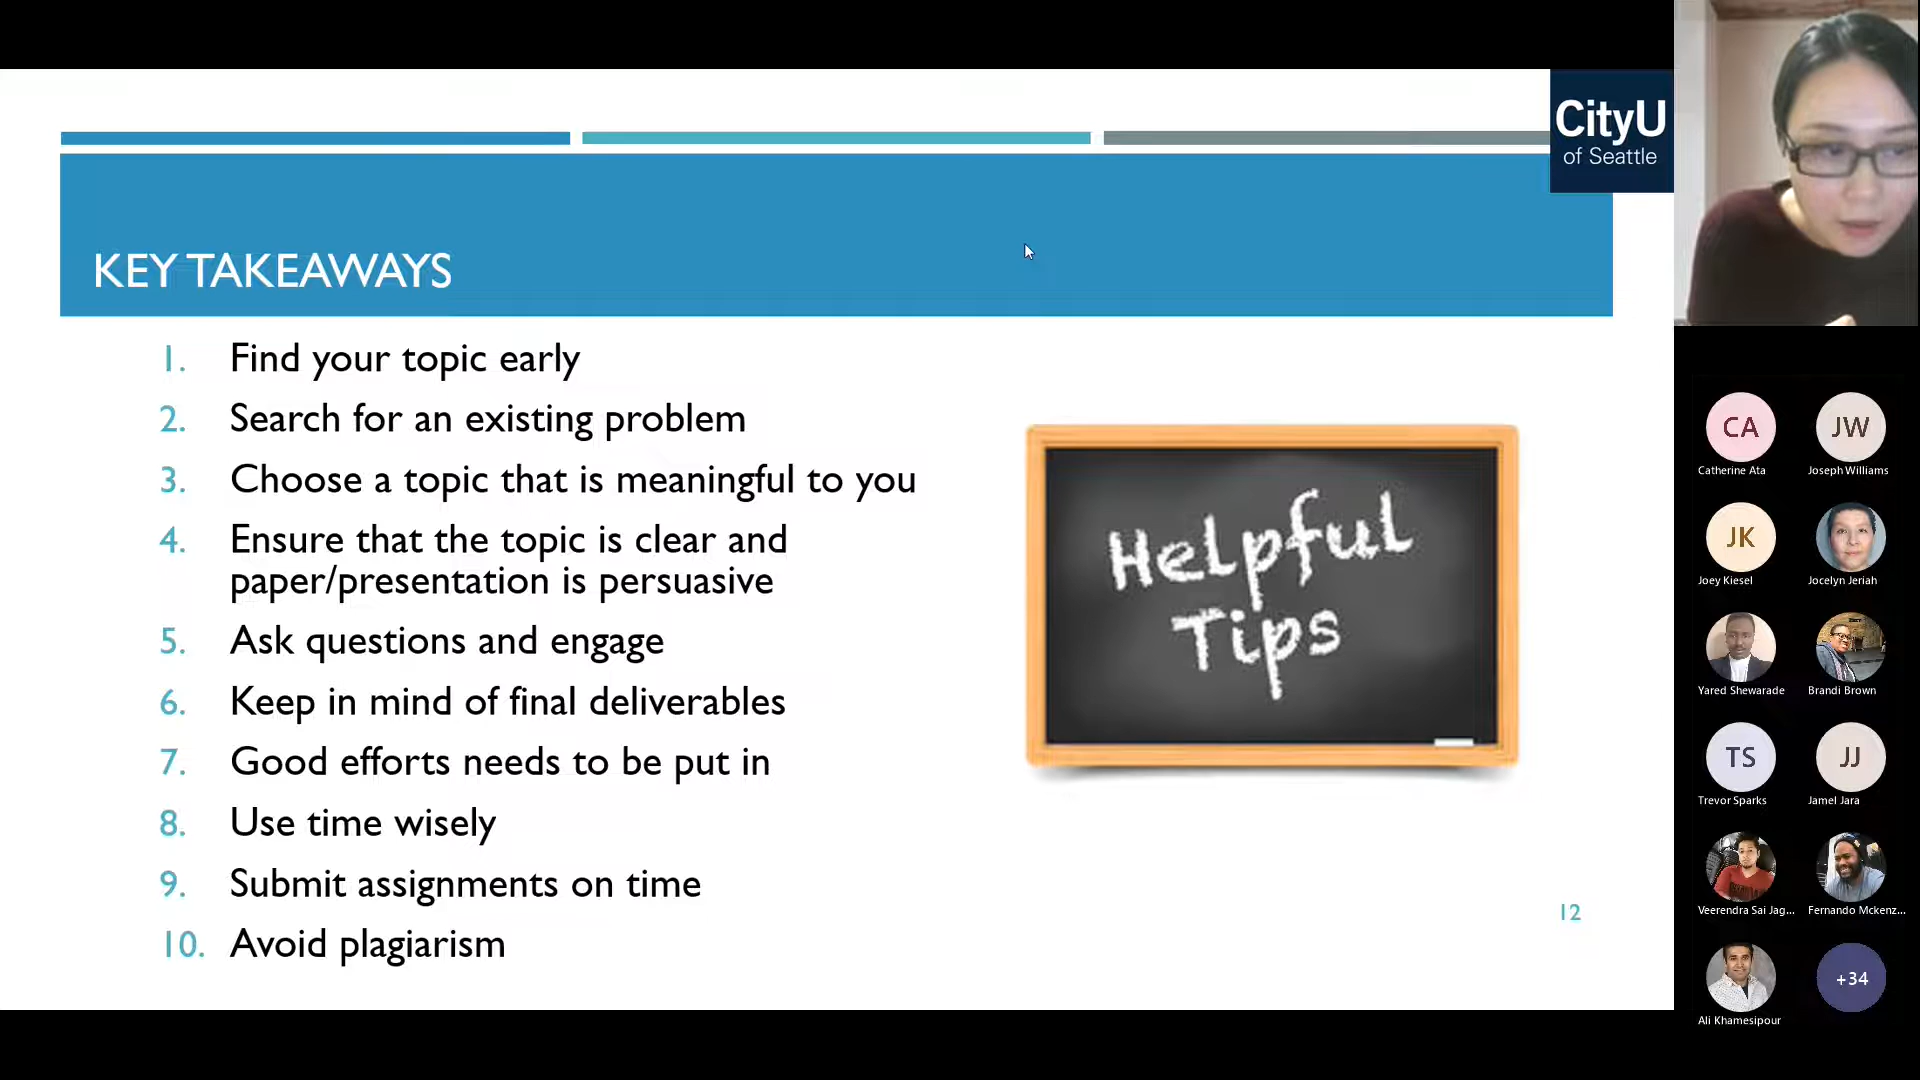 CityU
of Seattle
KEY TAKEAWAYS
1. Find your topic early
2. Search for an existing problem
3. Choose a topic that is meaningful to you
4. Ensure that the topic is clear and
paper/presentation is persuasive
5. Ask questions and engage
6. Keep in mind of final deliverables
7. Good efforts needs to be put in
8. Use time wisely
9. Submit assignments on time
10. Avoid plagiarism
Helpful
Tips
12
CA JW
Catherine Ata Joseph Williams
JK
Joey Kiesel Jocelyn Jeriah
Yared Shewarade Brandi Brown
TS JJ
Trevor Sparks Jamel Jara
Veerendra Sai Jag... Fernando Mckenz...
+34
Ali Khamesipour